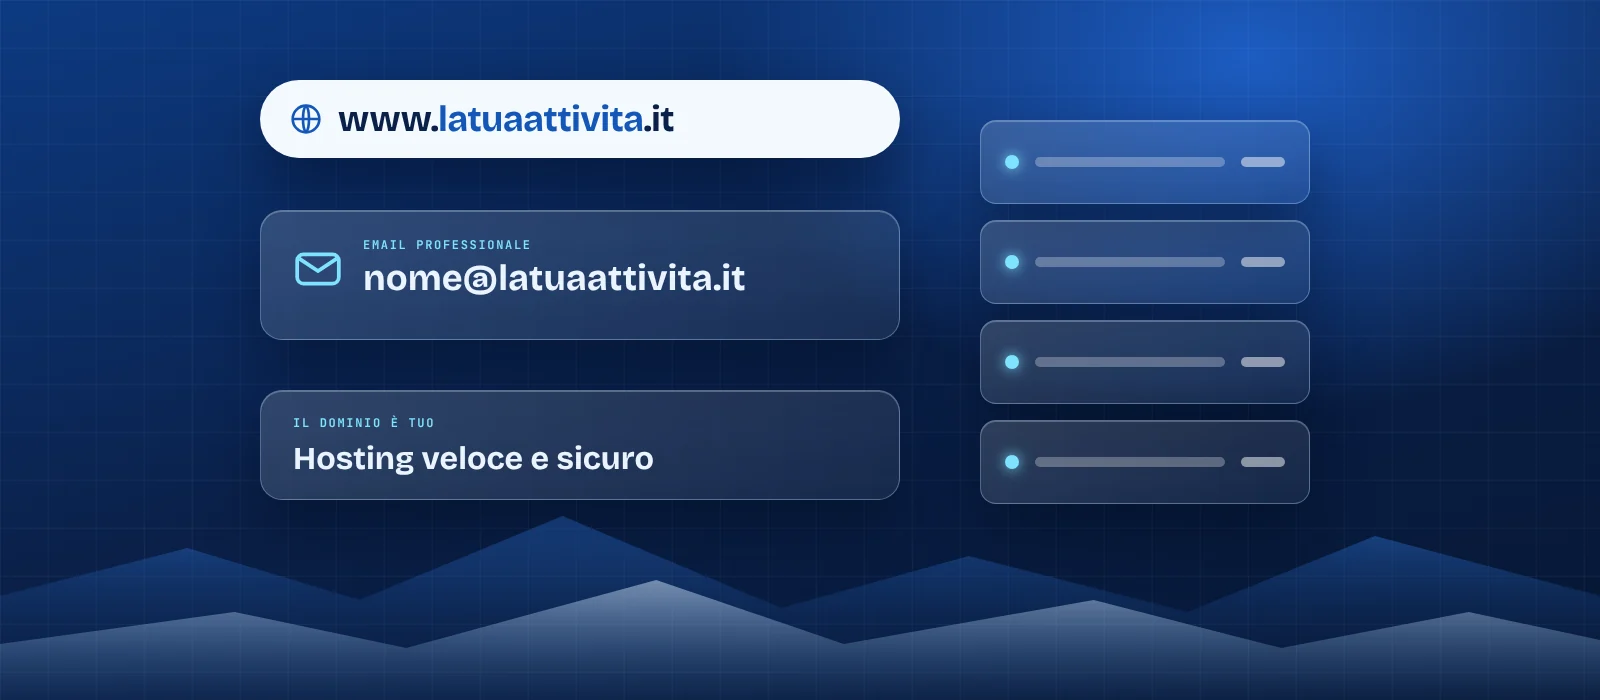 www.latuaattivita.it
EMAIL PROFESSIONALE
nome@latuaattivita.it
IL DOMINIO È TUO
Hosting veloce e sicuro